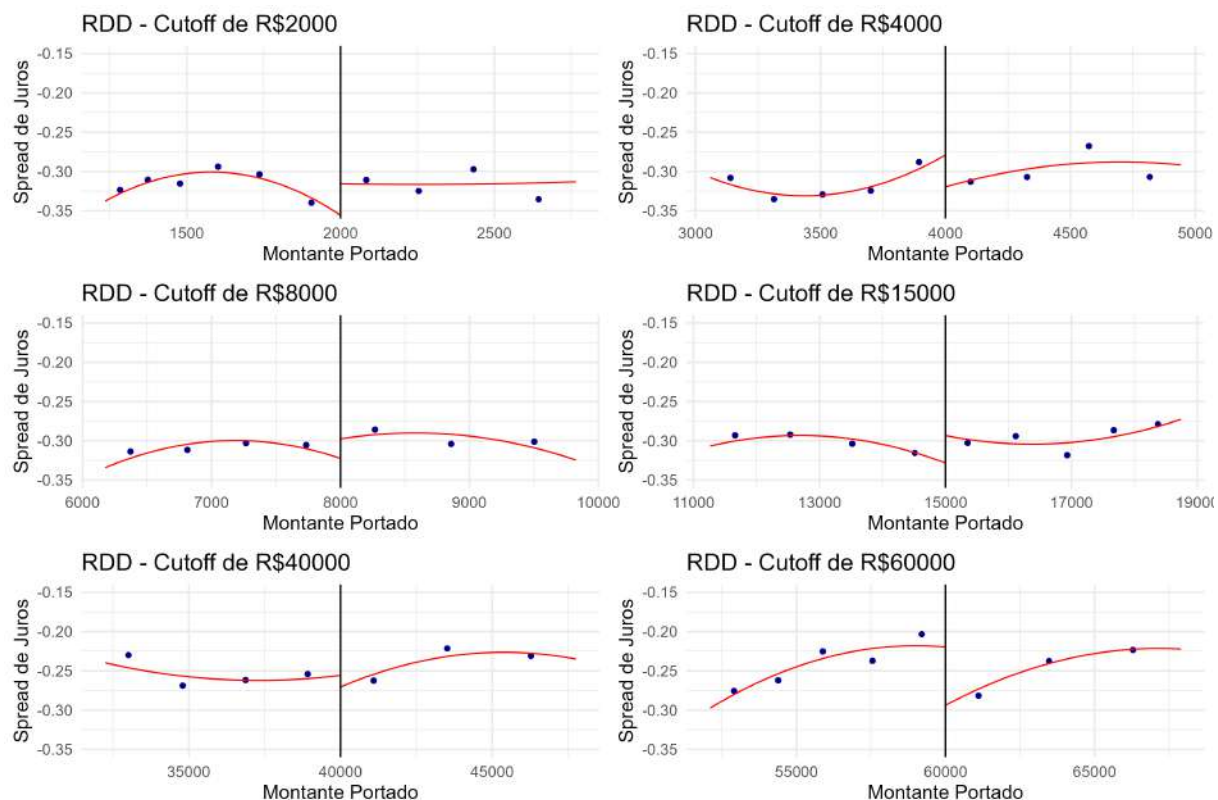 RDD - Cutoff de R$2000
Spread de Juros
-0.15
-0.20
-0.25
-0.30
-0.35
1500 2000 2500
Montante Portado
RDD - Cutoff de R$4000
Spread de Juros
-0.15
-0.20
-0.25
-0.30
-0.35
3000 3500 4000 4500 5000
Montante Portado
RDD - Cutoff de R$8000
Spread de Juros
-0.15
-0.20
-0.25
-0.30
-0.35
6000 7000 8000 9000 10000
Montante Portado
RDD - Cutoff de R$15000
Spread de Juros
-0.15
-0.20
-0.25
-0.30
-0.35
11000 13000 15000 17000 19000
Montante Portado
RDD - Cutoff de R$40000
Spread de Juros
-0.15
-0.20
-0.25
-0.30
-0.35
35000 40000 45000
Montante Portado
RDD - Cutoff de R$60000
Spread de Juros
-0.15
-0.20
-0.25
-0.30
-0.35
55000 60000 65000
Montante Portado